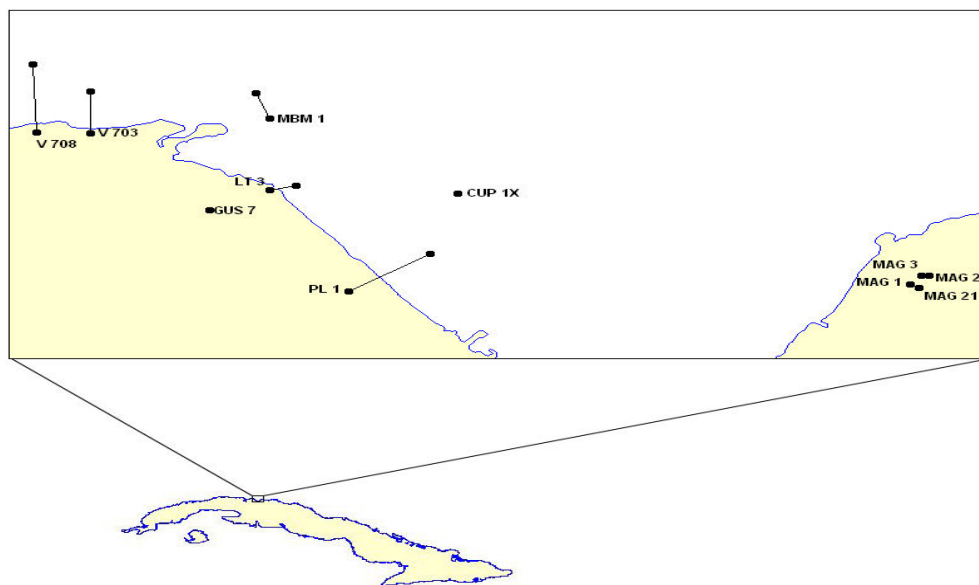 MBM 1
V 703
V 708
LT 3
CUP 1X
GUS 7
MAG 3
MAG 2
MAG 1
PL 1
MAG 21